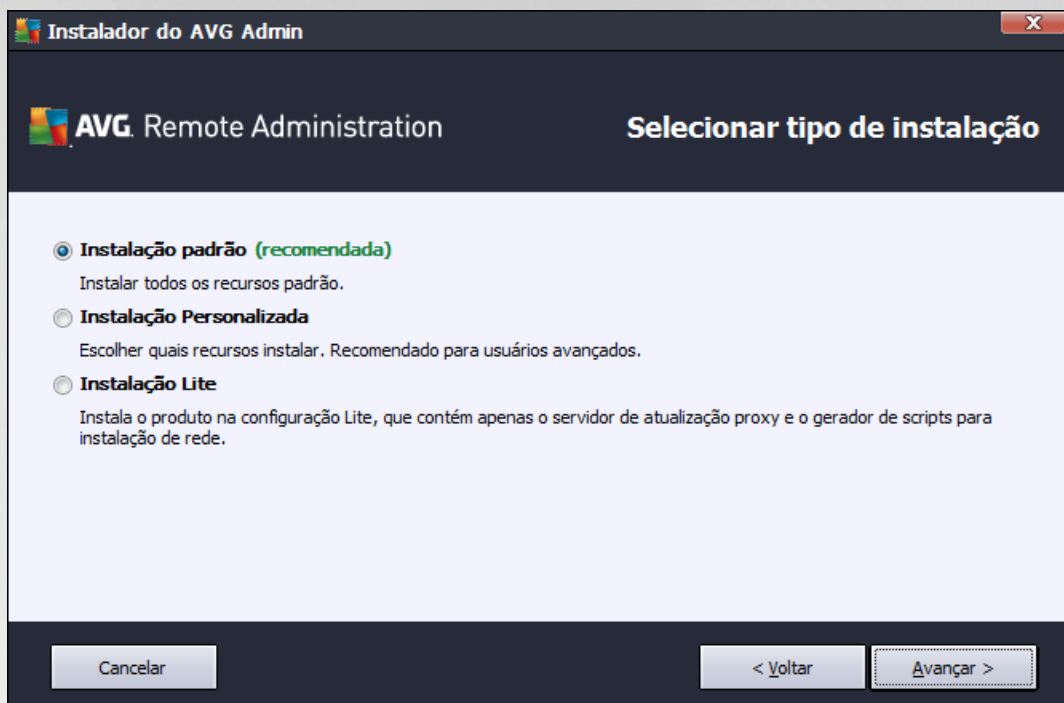 Instalador do AVG Admin
AVG. Remote Administration
Selecionar tipo de instalação
Instalação padrão (recomendada)
Instalar todos os recursos padrão.
Instalação Personalizada
Escolher quais recursos instalar. Recomendado para usuários avançados.
Instalação Lite
Instala o produto na configuração Lite, que contém apenas o servidor de atualização proxy e o gerador de scripts para
instalação de rede.
Cancelar
< Voltar
Avançar >